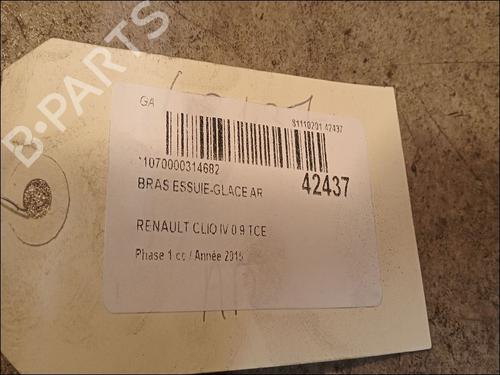 B-PARTS
GA
81110201 42437
*1070000314682
42437
BRAS ESSUIE-GLACE AR
RENAULT CLIO IV 0.9 TCE
Phase 1 cc / Année 2015